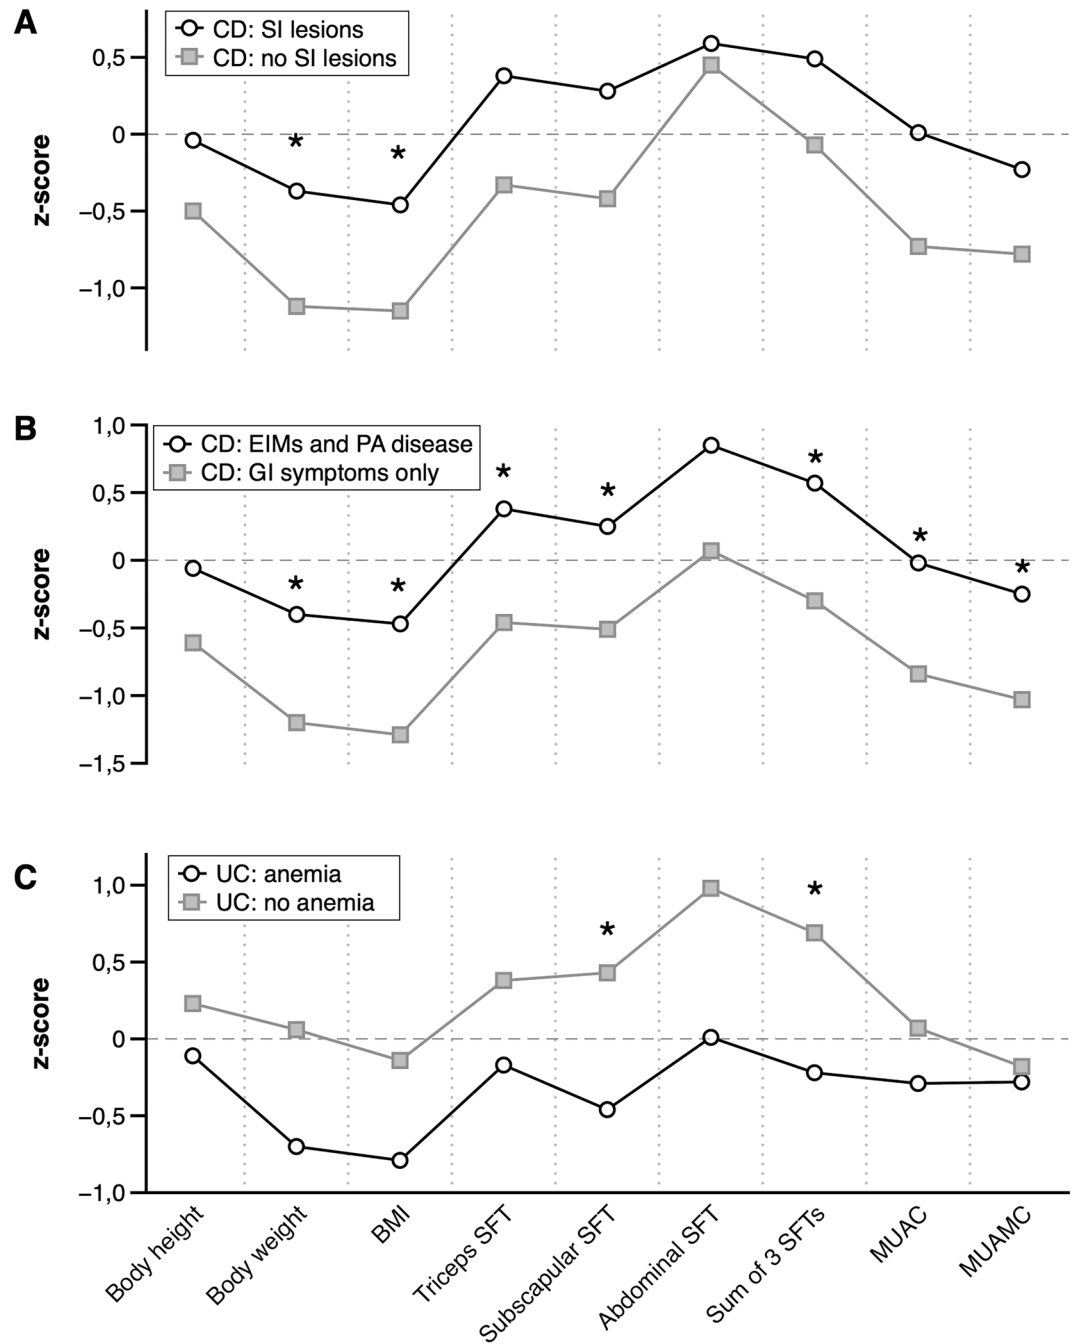 A
CD: SI lesions
CD: no SI lesions
0,5
0
−0,5
−1,0
z-score
* *
B
CD: EIMs and PA disease
CD: GI symptoms only
1,0
0,5
0
−0,5
−1,0
−1,5
z-score
* * * * * * *
C
UC: anemia
UC: no anemia
1,0
0,5
0
−0,5
−1,0
z-score
* *
Body height
Body weight
BMI
Triceps SFT
Subscapular SFT
Abdominal SFT
Sum of 3 SFTs
MUAC
MUAMC